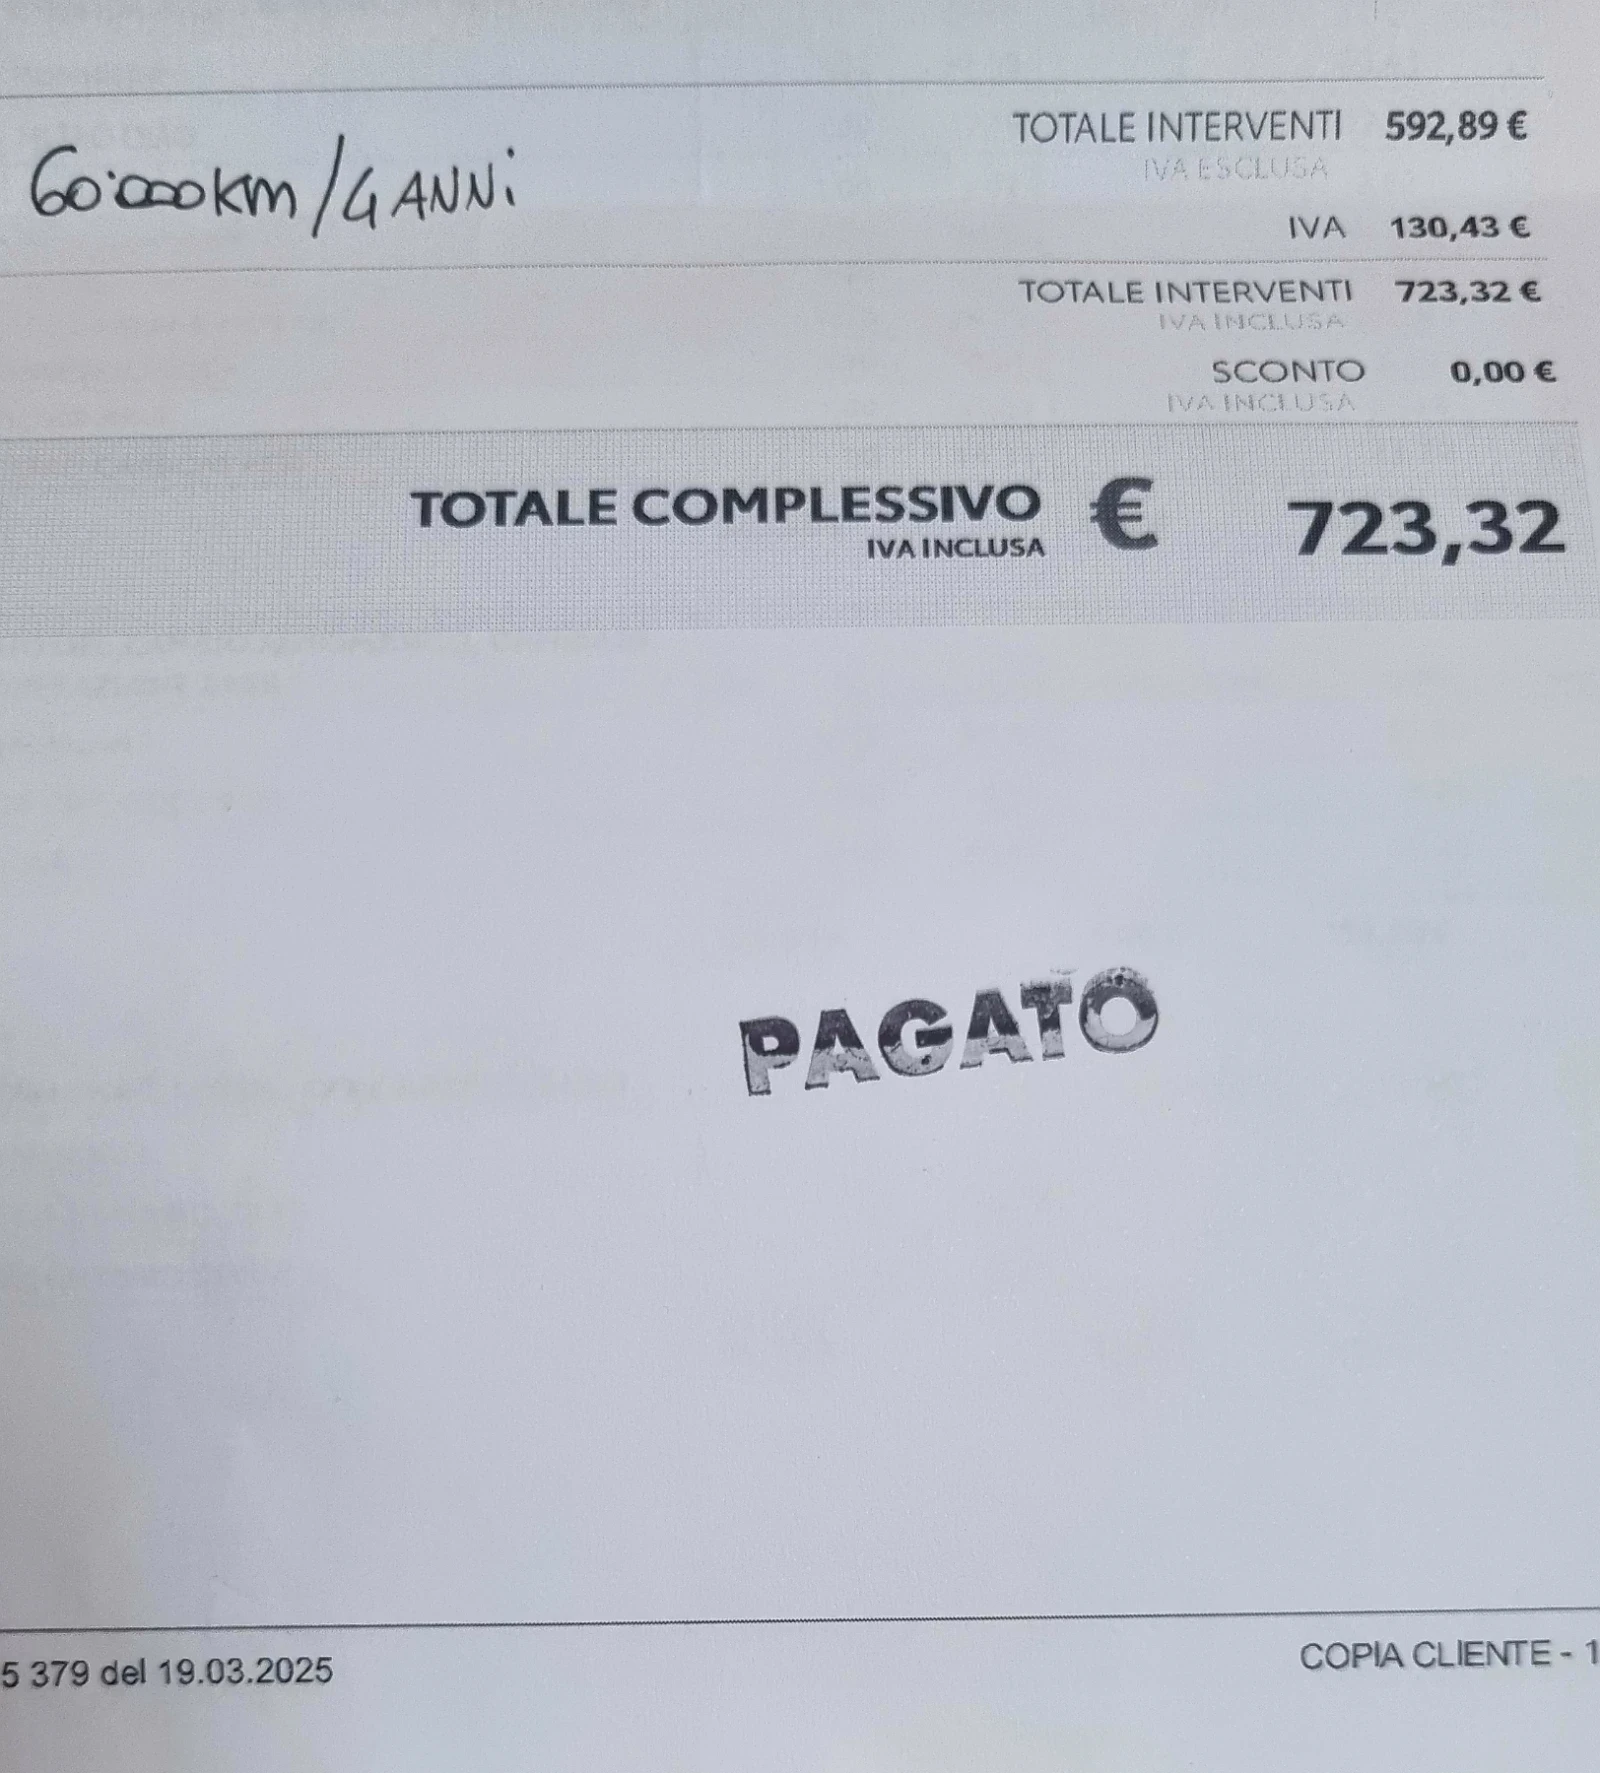 TOTALE INTERVENTI 592,89 €
IVA ESCLUSA
60.000 km / 4 ANNi
IVA 130,43 €
TOTALE INTERVENTI 723,32 €
IVA INCLUSA
SCONTO 0,00 €
IVA INCLUSA
TOTALE COMPLESSIVO € 723,32
IVA INCLUSA
PAGATO
5 379 del 19.03.2025
COPIA CLIENTE - 1